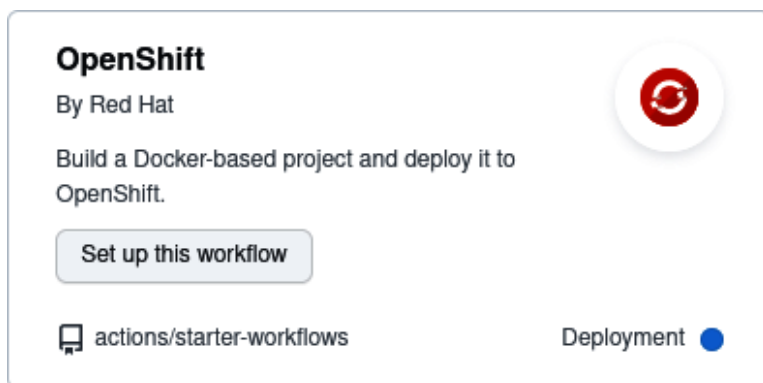 OpenShift
By Red Hat
Build a Docker-based project and deploy it to
OpenShift.
Set up this workflow
actions/starter-workflows
Deployment